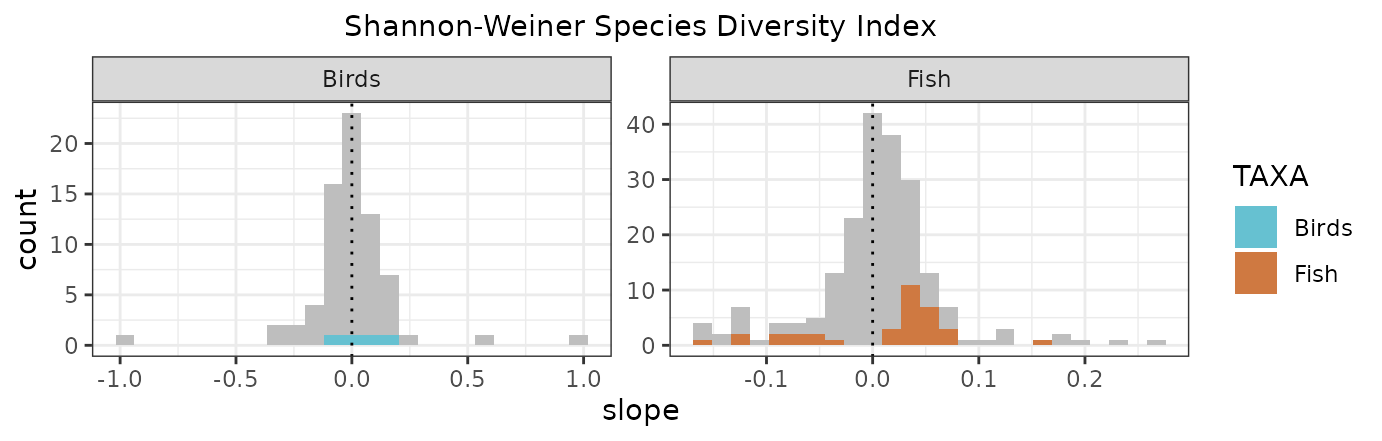 Shannon-Weiner Species Diversity Index
Birds
Fish
count
20
15
10
5
0
-1.0 -0.5 0.0 0.5 1.0
40
30
20
10
0
-0.1 0.0 0.1 0.2
slope
TAXA
Birds
Fish